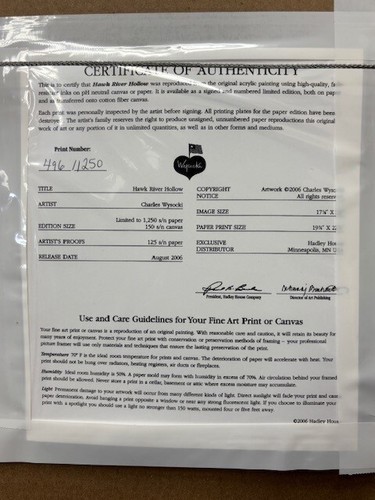 CERTIFICATE OF AUTHENTICITY
This is to certify that Hawk River Hollow was reproduced from the original acrylic painting using high-quality, fa
resistant inks on pH neutral canvas or paper. It is available as a signed and numbered limited edition, both on pap
and as transferred onto cotton fiber canvas.
Each print was personally inspected by the artist before signing. All printing plates for the paper edition have been
destroyed. The artist's family reserves the right to produce unsigned, unnumbered paper reproductions this original
work of art or any portion of it in unlimited quantities, as well as in other forms and mediums.
Print Number:
496 1/250
Wysocki
TITLE Hawk River Hollow
ARTIST Charles Wysocki
EDITION SIZE Limited to 1,250 s/n paper
150 s/n canvas
ARTIST'S PROOFS 125 s/n paper
RELEASE DATE August 2006
COPYRIGHT NOTICE Artwork ©2006 Charles Wysoc
All rights reserv
IMAGE SIZE X
PAPER PRINT SIZE X
EXCLUSIVE DISTRIBUTOR Hadley Hou
Minneapolis, MN U
President, Hadley House Company
Director of Art Publishing
Use and Care Guidelines for Your Fine Art Print or Canvas
Your fine art print or canvas is a reproduction of an original painting. With reasonable care and caution, it will retain its beauty for
many years of enjoyment. Protect your fine art print with conservation or preservation methods of framing – your professional
picture framer will use only materials and techniques that ensure the lasting preservation of the print.
Temperature 70° F is the ideal room temperature for prints and canvas. The deterioration of paper will accelerate with heat. Your
print should not be hung over radiators, heating registers, air ducts or fireplaces.
Humidity Ideal room humidity is 50%. A paper mold may form with humidity in excess of 70%. Air circulation behind your framed
print should be allowed. Never store a print in a cellar, basement or attic where excess moisture may accumulate.
Light Permanent damage to your artwork will occur from many different kinds of light. Direct sunlight will fade your print and caus
paper deterioration. Avoid hanging a print opposite a window or near any strong fluorescent light. If you choose to illuminate your
print with a spotlight you should use a light no stronger than 150 watts, mounted four or five feet away.
©2006 Hadley Hous